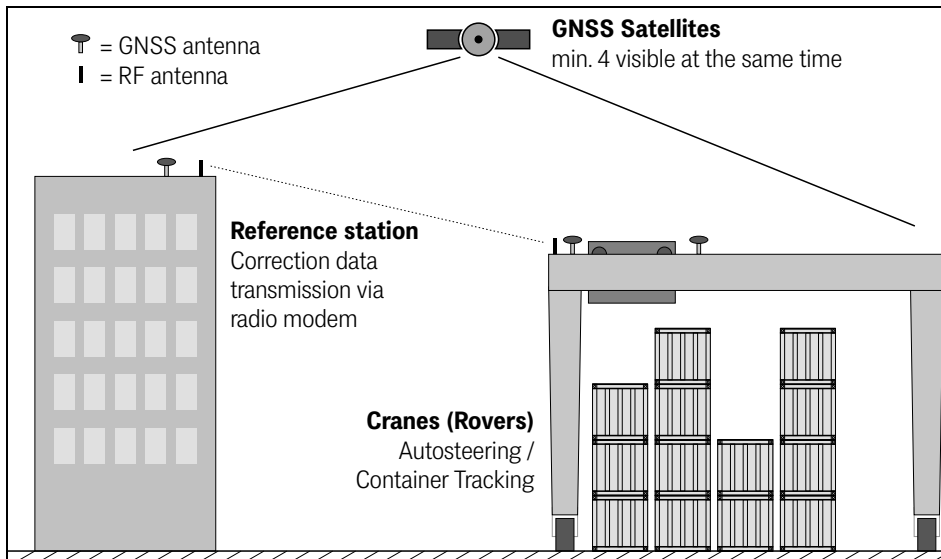 = GNSS antenna
= RF antenna
GNSS Satellites
min. 4 visible at the same time
Reference station
Correction data
transmission via
radio modem
Cranes (Rovers)
Autosteering /
Container Tracking